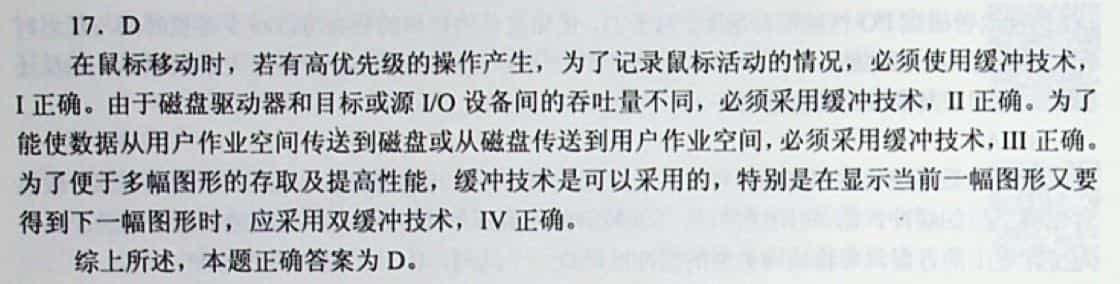 17. D
在鼠标移动时，若有高优先级的操作产生，为了记录鼠标活动的情况，必须使用缓冲技术，
I 正确。由于磁盘驱动器和目标或源 I/O 设备间的吞吐量不同，必须采用缓冲技术，II 正确。为了
能使数据从用户作业空间传送到磁盘或从磁盘传送到用户作业空间，必须采用缓冲技术，III 正确。
为了便于多幅图形的存取及提高性能，缓冲技术是可以采用的，特别是在显示当前一幅图形又要
得到下一幅图形时，应采用双缓冲技术，IV 正确。
综上所述，本题正确答案为 D。